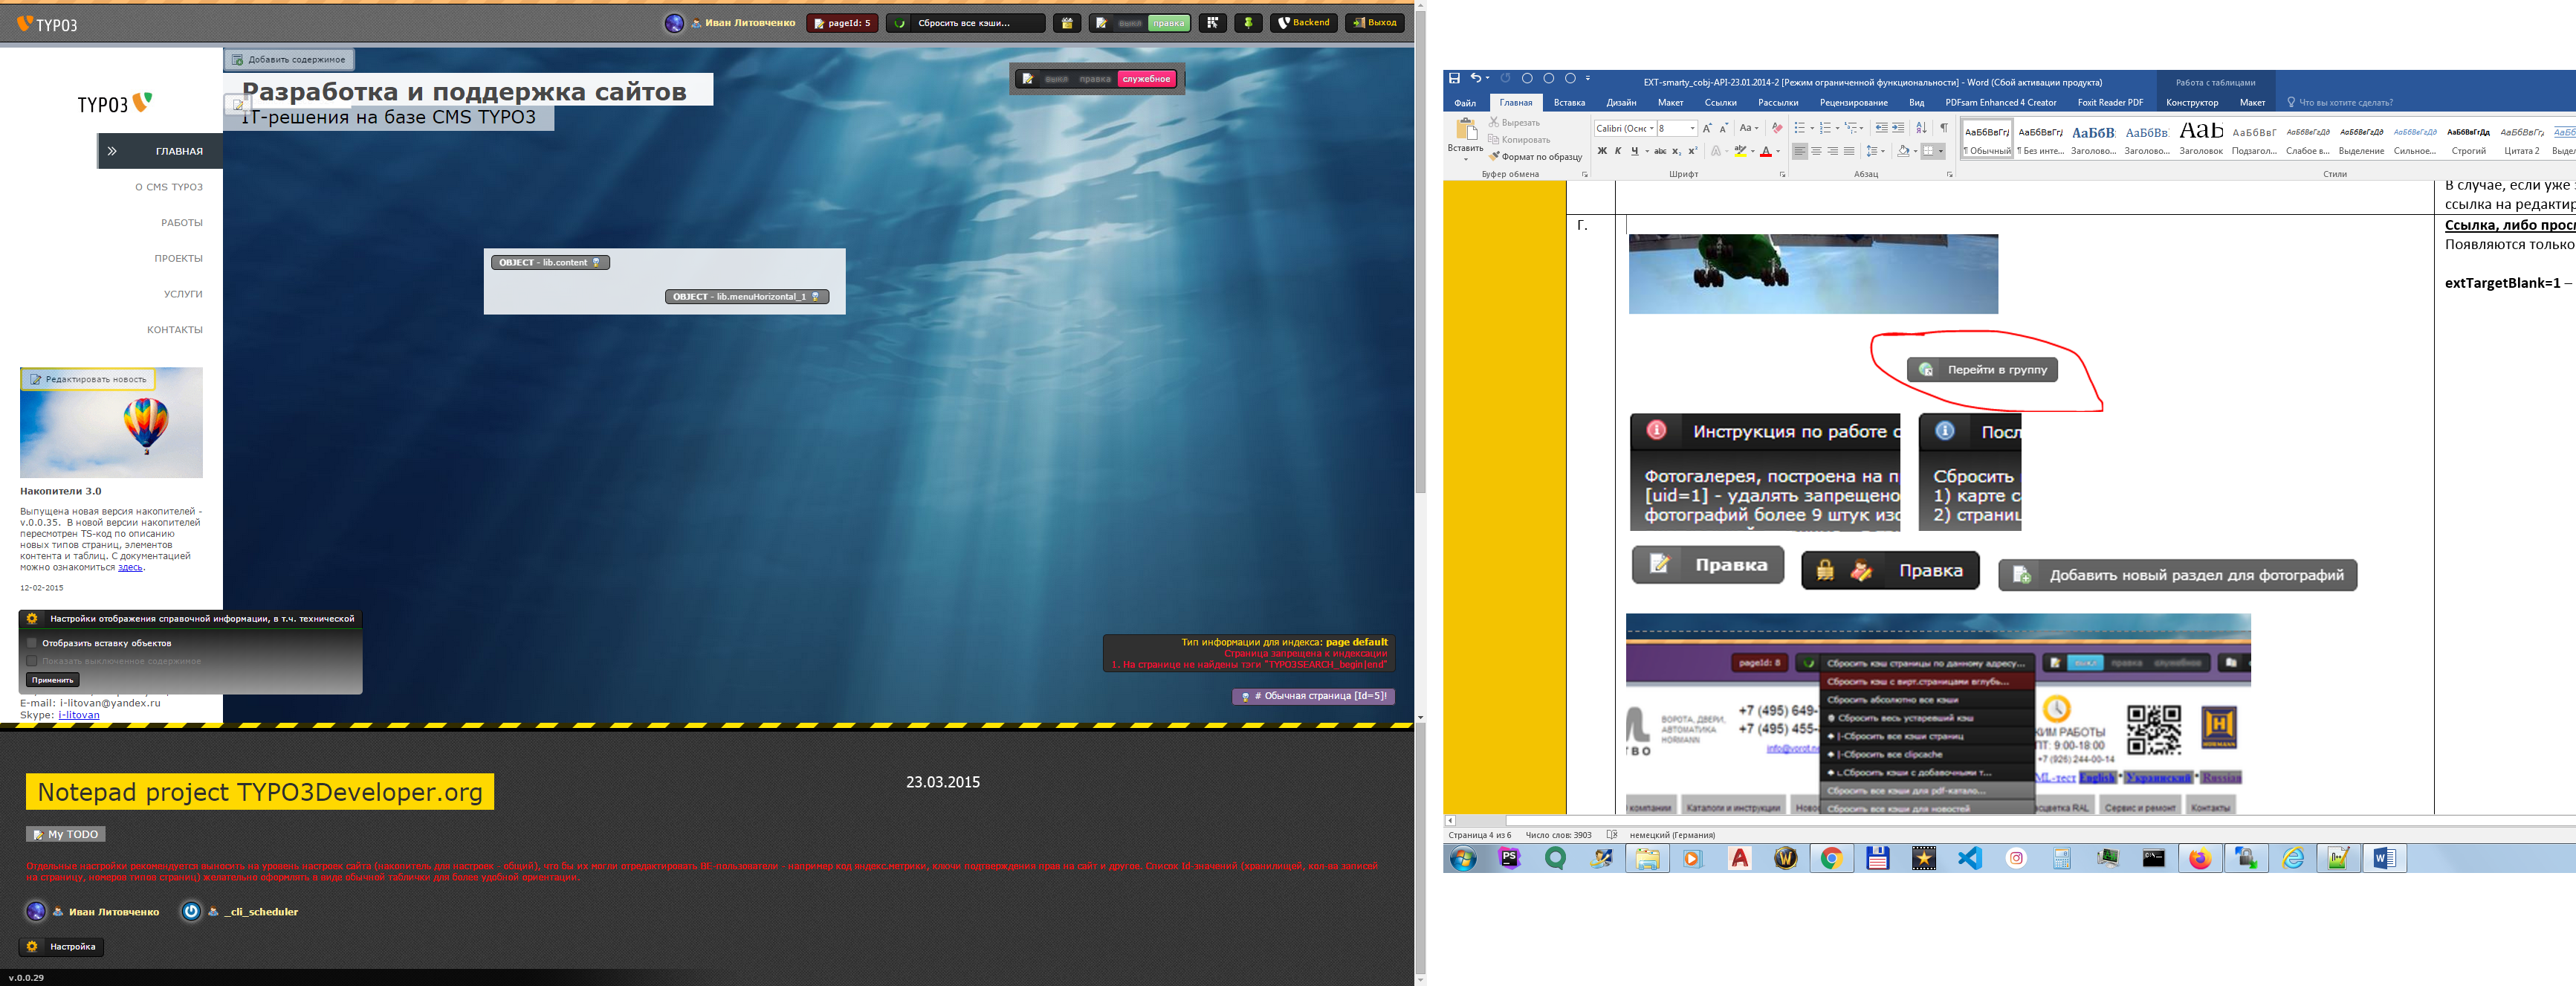 TYPO3
Иван Литовченко
pageId: 5
Сбросить все кэши...
выкл
правка
Backend
Выход
Добавить содержимое
Разработка и поддержка сайтов
IT-решения на базе CMS TYPO3
выкл
правка
служебное
TYPO3
ГЛАВНАЯ
О CMS TYPO3
РАБОТЫ
ПРОЕКТЫ
УСЛУГИ
КОНТАКТЫ
OBJECT - lib.content
OBJECT - lib.menuHorizontal_1
Редактировать новость
Накопители 3.0
Выпущена новая версия накопителей -
v.0.0.35. В новой версии накопителей
пересмотрен TS-код по описанию
новых типов страниц, элементов
контента и таблиц. С документацией
можно ознакомиться здесь.
12-02-2015
Настройки отображения справочной информации, в т.ч. технической
Отобразить вставку объектов
Показать выключенное содержимое
Применить
E-mail: i-litovan@yandex.ru
Skype: i-litovan
Тип информации для индекса: page default
Страница запрещена к индексации
1. На странице не найдены тэги "TYPO3SEARCH_begin|end"
# Обычная страница [Id=5]!
Notepad project TYPO3Developer.org
23.03.2015
My TODO
Отдельные настройки рекомендуется выносить на уровень настроек сайта (накопитель для настроек - общий), что бы их могли отредактировать BE-пользователи - например код яндекс.метрики, ключи подтверждения прав на сайт и другое. Список Id-значений (хранилищей, кол-ва записей
на страницу, номеров типов страниц) желательно оформлять в виде обычной таблички для более удобной ориентации.
Иван Литовченко
_cli_scheduler
Настройка
v.0.0.29
EXT-smarty_cobj-API-23.01.2014-2 [Режим ограниченной функциональности] - Word (Сбой активации продукта)
Работа с таблицами
Файл
Главная
Вставка
Дизайн
Макет
Ссылки
Рассылки
Рецензирование
Вид
PDFsam Enhanced 4 Creator
Foxit Reader PDF
Конструктор
Макет
Что вы хотите сделать?
Вставить
Вырезать
Копировать
Формат по образцу
Буфер обмена
Calibri (Оснс
8
Шрифт
Абзац
АаБбВвГгД
¶ Обычный
¶ Без инте...
Заголово...
Заголово...
Заголовок
Подзагол...
Слабое в...
Выделение
Сильное...
Строгий
Цитата 2
Выдел
Стили
В случае, если уже
ссылка на редактир
Г.
Ссылка, либо просм
Появляются только
extTargetBlank=1 –
Перейти в группу
Инструкция по работе с
Фотогалерея, построена на п
[uid=1] - удалять запрещено
фотографий более 9 штук изо
Посл
Сбросить
1) карте с
2) страниц
Правка
Правка
Добавить новый раздел для фотографий
pageId: 8
Сбросить кэш страницы по данному адресу...
выкл
правка
служебное
Сбросить кэш с вирт.страницами вглубь...
Сбросить абсолютно все кэши
Сбросить весь устаревший кэш
|-Сбросить все кэши страниц
|-Сбросить все clipcache
∟Сбросить кэши с добавочными т...
Сбросить все кэши для pdf-катало...
Сбросить все кэши для новостей
ВОРОТА, ДВЕРИ,
АВТОМАТИКА
HORMANN
ТВО
+7 (495) 649-
+7 (495) 455-
ЖИМ РАБОТЫ
ПТ: 9:00-18:00
+7 (926) 244-00-14
ML-тест English * Украинский * Russian
компании
Каталоги и инструкции
Новос
асцветка RAL
Сервис и ремонт
Контакты
Страница 4 из 6
Число слов: 3903
немецкий (Германия)